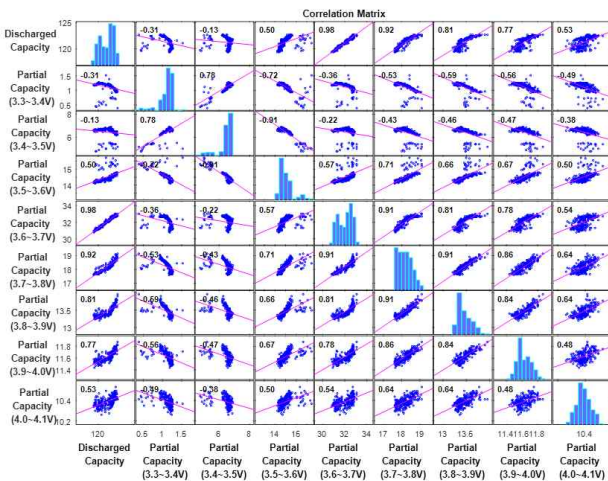 Correlation Matrix
Discharged
Capacity
125
120
-0.31
-0.13
0.50
0.98
0.92
0.81
0.77
0.53
Partial
Capacity
(3.3~3.4V)
1.5
1
0.5
-0.31
0.78
-0.72
-0.36
-0.53
-0.59
-0.56
-0.49
Partial
Capacity
(3.4~3.5V)
8
6
-0.13
0.78
-0.91
-0.22
-0.43
-0.46
-0.47
-0.38
Partial
Capacity
(3.5~3.6V)
16
14
0.50
-0.72
-0.91
0.57
0.71
0.66
0.67
0.50
Partial
Capacity
(3.6~3.7V)
34
32
30
0.98
-0.36
-0.22
0.57
0.91
0.81
0.78
0.54
Partial
Capacity
(3.7~3.8V)
19
18
17
0.92
-0.53
-0.43
0.71
0.91
0.91
0.86
0.64
Partial
Capacity
(3.8~3.9V)
13.5
13
0.81
-0.59
-0.46
0.66
0.81
0.91
0.84
0.64
Partial
Capacity
(3.9~4.0V)
11.8
11.6
11.4
0.77
-0.56
-0.47
0.67
0.78
0.86
0.84
0.48
Partial
Capacity
(4.0~4.1V)
10.4
10.2
0.53
-0.49
-0.38
0.50
0.54
0.64
0.64
0.48
120
0.5 1 1.5
6 8
14 16
30 32 34
17 18 19
13 13.5
11.4 11.6 11.8
10.4
Discharged
Capacity
Partial
Capacity
(3.3~3.4V)
Partial
Capacity
(3.4~3.5V)
Partial
Capacity
(3.5~3.6V)
Partial
Capacity
(3.6~3.7V)
Partial
Capacity
(3.7~3.8V)
Partial
Capacity
(3.8~3.9V)
Partial
Capacity
(3.9~4.0V)
Partial
Capacity
(4.0~4.1V)